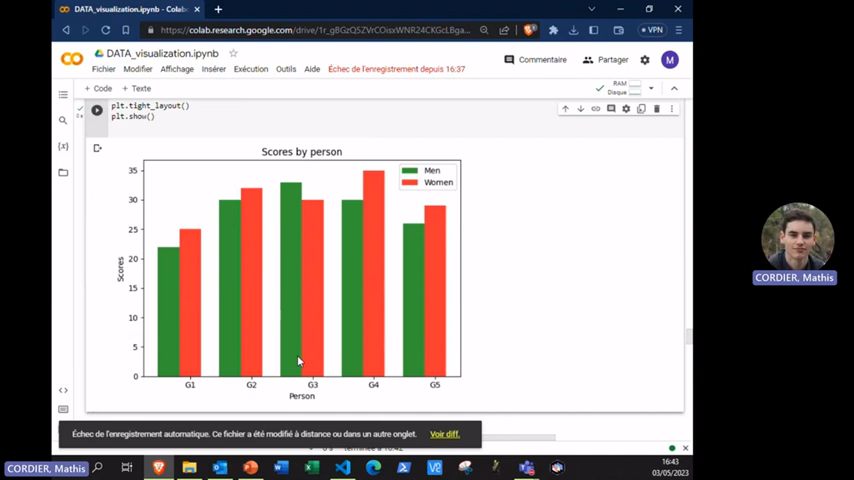 DATA_visualization.ipynb - Colab
https://colab.research.google.com/drive/1r_gBGzQ5ZVrCOisxWNR24CKGcLBga...
VPN
DATA_visualization.ipynb
Fichier Modifier Affichage Insérer Exécution Outils Aide Échec de l'enregistrement depuis 16:37
Commentaire Partager M
+ Code + Texte
RAM
Disque
plt.tight_layout()
plt.show()
Scores by person
Men
Women
35
30
25
20
15
10
5
0
Scores
G1 G2 G3 G4 G5
Person
Échec de l'enregistrement automatique. Ce fichier a été modifié à distance ou dans un autre onglet. Voir diff.
CORDIER, Mathis
CORDIER, Mathis
16:43
03/05/2023